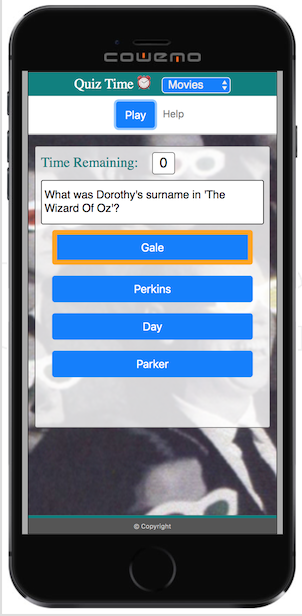 cowemo
Quiz Time ⏰ Movies
Play Help
Time Remaining: 0
What was Dorothy's surname in 'The
Wizard Of Oz'?
Gale
Perkins
Day
Parker
© Copyright